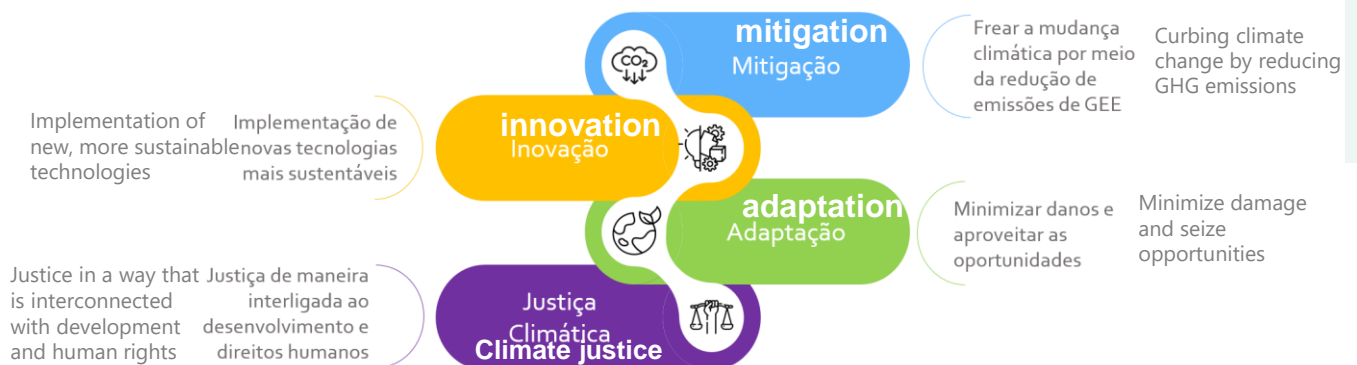 mitigation
Mitigação
CO₂
Frear a mudança
climática por meio
da redução de
emissões de GEE
Curbing climate
change by reducing
GHG emissions
Implementation of
new, more sustainable
technologies
Implementação de
novas tecnologias
mais sustentáveis
innovation
Inovação
adaptation
Adaptação
Minimizar danos e
aproveitar as
oportunidades
Minimize damage
and seize
opportunities
Justice in a way that
is interconnected
with development
and human rights
Justiça de maneira
interligada ao
desenvolvimento e
direitos humanos
Justiça
Climática
Climate justice